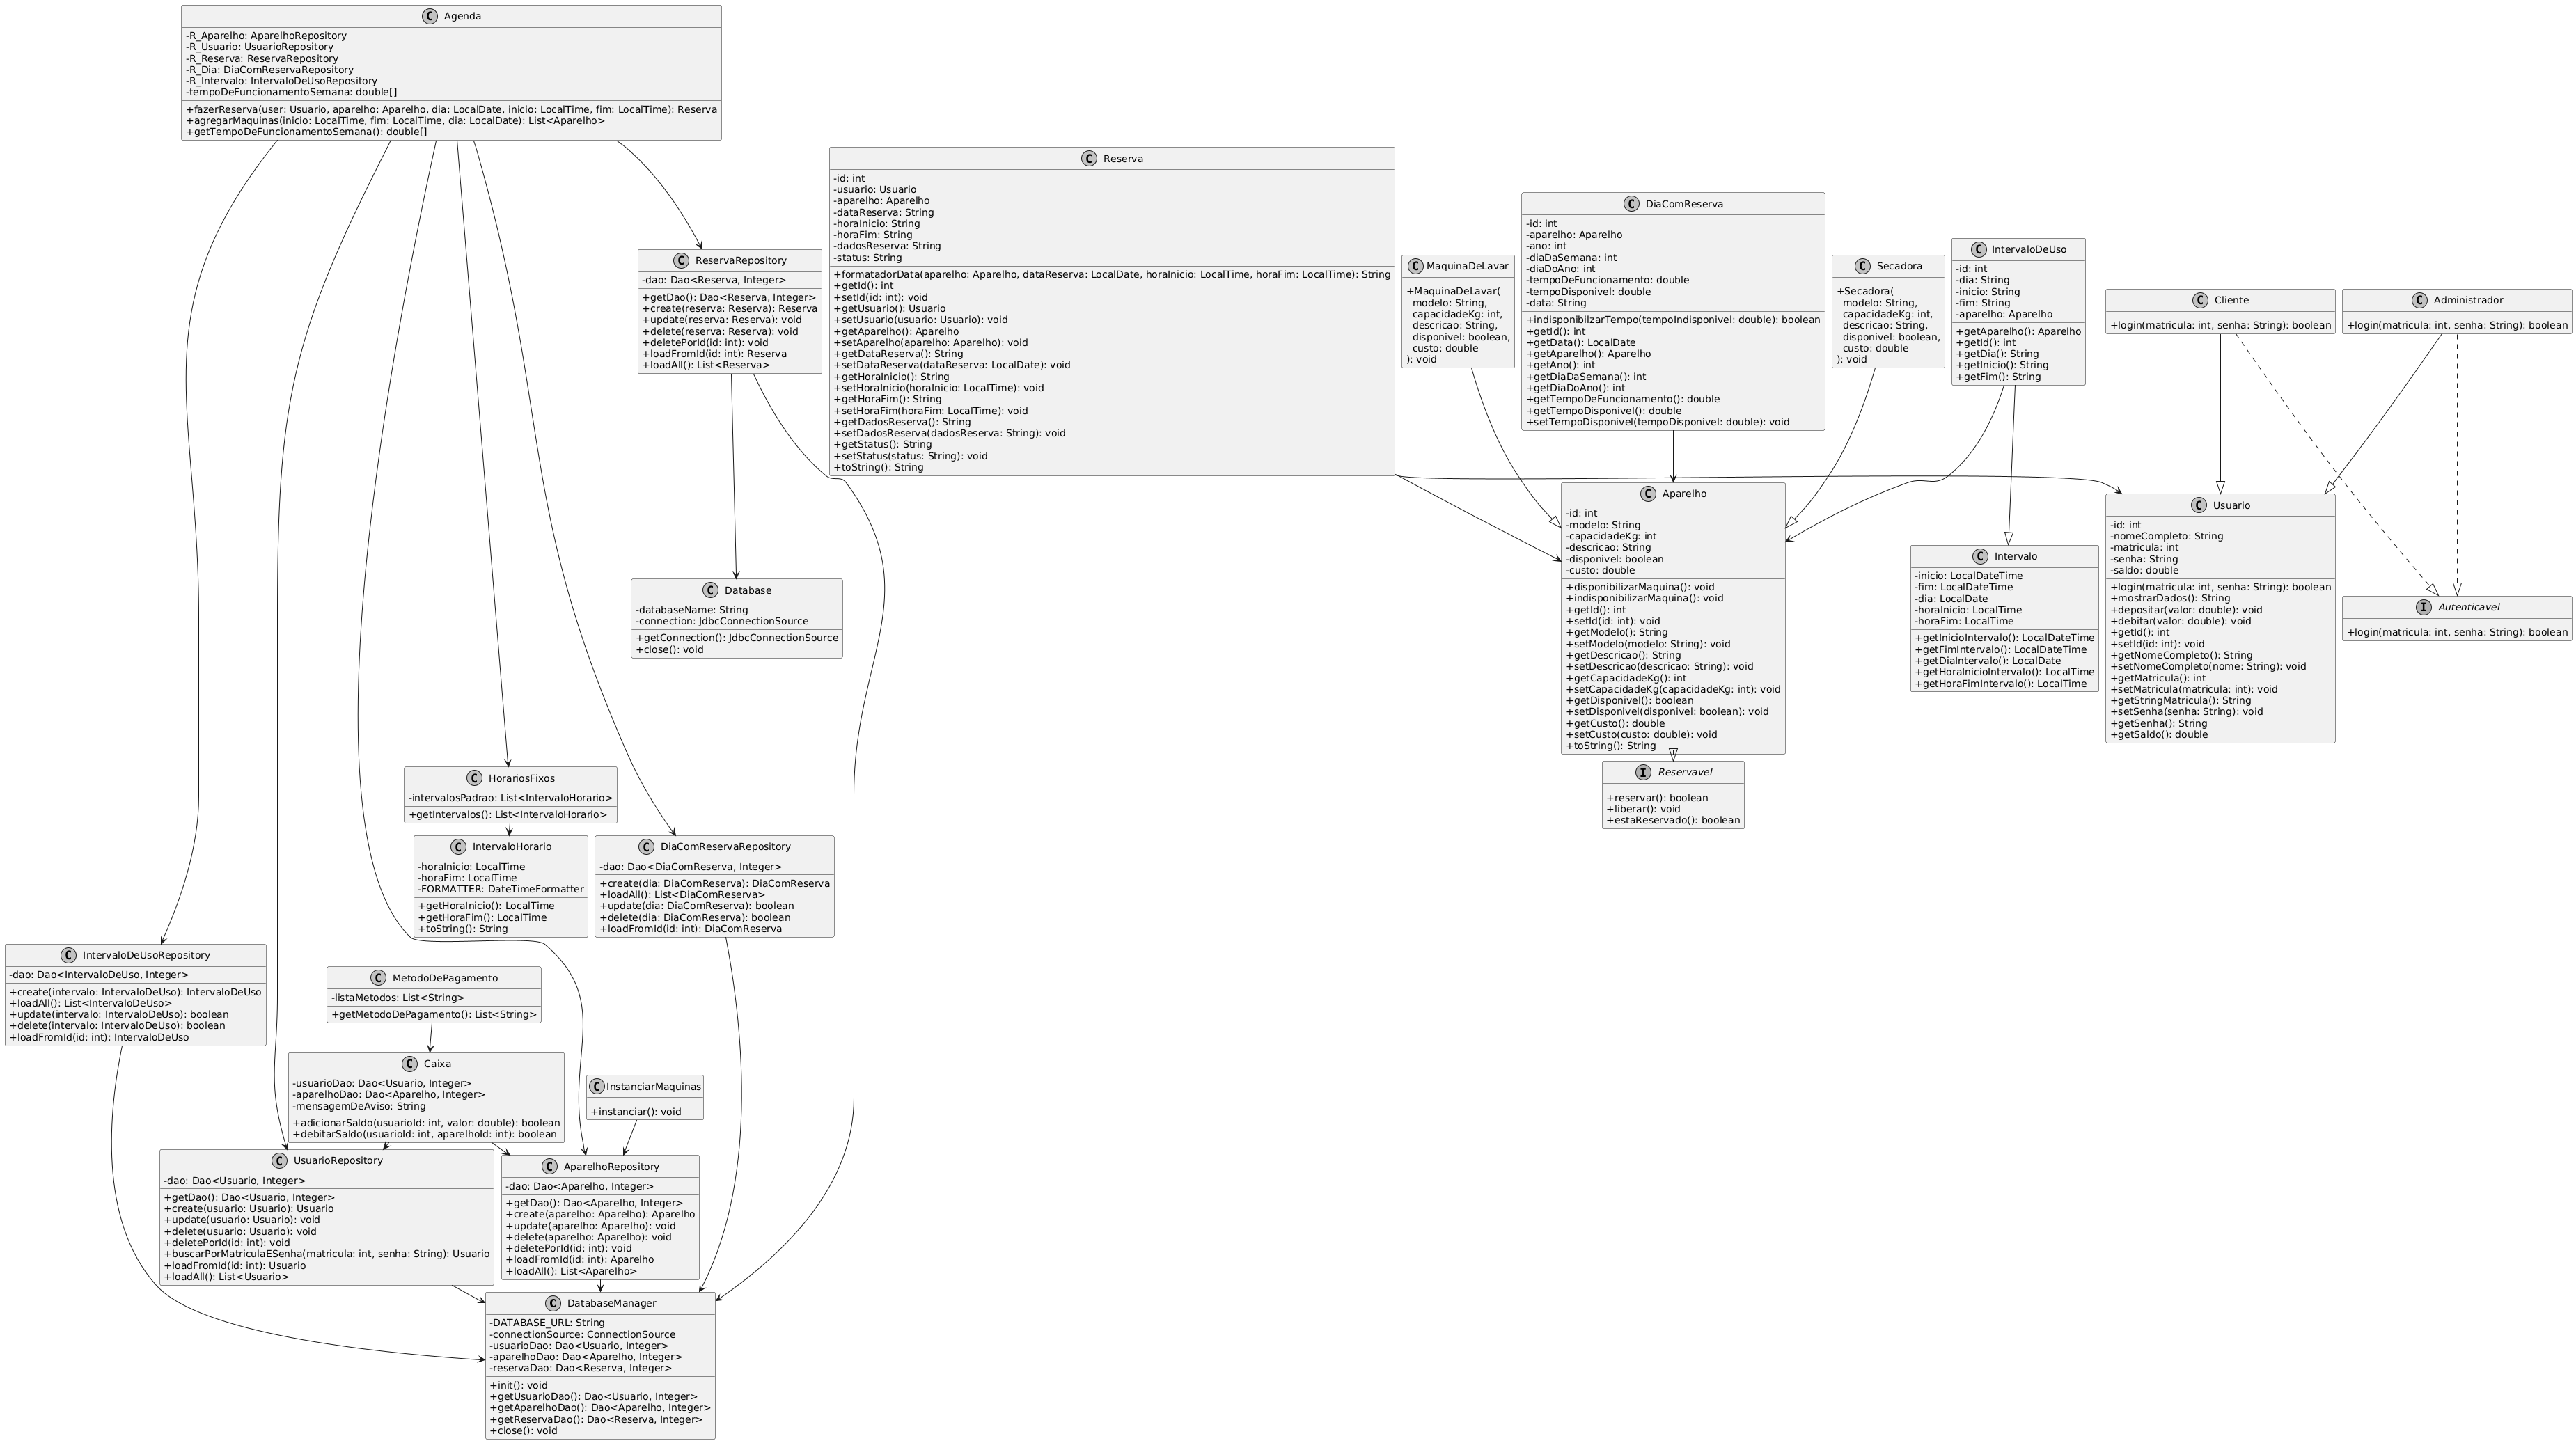 C Agenda
-R_Aparelho: AparelhoRepository
-R_Usuario: UsuarioRepository
-R_Reserva: ReservaRepository
-R_Dia: DiaComReservaRepository
-R_Intervalo: IntervaloDeUsoRepository
-tempoDeFuncionamentoSemana: double[]
+fazerReserva(user: Usuario, aparelho: Aparelho, dia: LocalDate, inicio: LocalTime, fim: LocalTime): Reserva
+agregarMaquinas(inicio: LocalTime, fim: LocalTime, dia: LocalDate): List<Aparelho>
+getTempoDeFuncionamentoSemana(): double[]
C ReservaRepository
-dao: Dao<Reserva, Integer>
+getDao(): Dao<Reserva, Integer>
+create(reserva: Reserva): Reserva
+update(reserva: Reserva): void
+delete(reserva: Reserva): void
+deletePorId(id: int): void
+loadFromId(id: int): Reserva
+loadAll(): List<Reserva>
C Reserva
-id: int
-usuario: Usuario
-aparelho: Aparelho
-dataReserva: String
-horaInicio: String
-horaFim: String
-dadosReserva: String
-status: String
+formatadorData(aparelho: Aparelho, dataReserva: LocalDate, horaInicio: LocalTime, horaFim: LocalTime): String
+getId(): int
+setId(id: int): void
+getUsuario(): Usuario
+setUsuario(usuario: Usuario): void
+getAparelho(): Aparelho
+setAparelho(aparelho: Aparelho): void
+getDataReserva(): String
+setDataReserva(dataReserva: LocalDate): void
+getHoraInicio(): String
+setHoraInicio(horaInicio: LocalTime): void
+getHoraFim(): String
+setHoraFim(horaFim: LocalTime): void
+getDadosReserva(): String
+setDadosReserva(dadosReserva: String): void
+getStatus(): String
+setStatus(status: String): void
+toString(): String
C MaquinaDeLavar
+MaquinaDeLavar(
modelo: String,
capacidadeKg: int,
descricao: String,
disponivel: boolean,
custo: double
): void
C DiaComReserva
-id: int
-aparelho: Aparelho
-ano: int
-diaDaSemana: int
-diaDoAno: int
-tempoDeFuncionamento: double
-tempoDisponivel: double
-data: String
+indisponibilzarTempo(tempoIndisponivel: double): boolean
+getId(): int
+getData(): LocalDate
+getAparelho(): Aparelho
+getAno(): int
+getDiaDaSemana(): int
+getDiaDoAno(): int
+getTempoDeFuncionamento(): double
+getTempoDisponivel(): double
+setTempoDisponivel(tempoDisponivel: double): void
C Secadora
+Secadora(
modelo: String,
capacidadeKg: int,
descricao: String,
disponivel: boolean,
custo: double
): void
C IntervaloDeUso
-id: int
-dia: String
-inicio: String
-fim: String
-aparelho: Aparelho
+getAparelho(): Aparelho
+getId(): int
+getDia(): String
+getInicio(): String
+getFim(): String
C Cliente
+login(matricula: int, senha: String): boolean
C Administrador
+login(matricula: int, senha: String): boolean
C Database
-databaseName: String
-connection: JdbcConnectionSource
+getConnection(): JdbcConnectionSource
+close(): void
C Aparelho
-id: int
-modelo: String
-capacidadeKg: int
-descricao: String
-disponivel: boolean
-custo: double
+disponibilizarMaquina(): void
+indisponibilizarMaquina(): void
+getId(): int
+setId(id: int): void
+getModelo(): String
+setModelo(modelo: String): void
+getDescricao(): String
+setDescricao(descricao: String): void
+getCapacidadeKg(): int
+setCapacidadeKg(capacidadeKg: int): void
+getDisponivel(): boolean
+setDisponivel(disponivel: boolean): void
+getCusto(): double
+setCusto(custo: double): void
+toString(): String
C Intervalo
-inicio: LocalDateTime
-fim: LocalDateTime
-dia: LocalDate
-horaInicio: LocalTime
-horaFim: LocalTime
+getInicioIntervalo(): LocalDateTime
+getFimIntervalo(): LocalDateTime
+getDiaIntervalo(): LocalDate
+getHoraInicioIntervalo(): LocalTime
+getHoraFimIntervalo(): LocalTime
C Usuario
-id: int
-nomeCompleto: String
-matricula: int
-senha: String
-saldo: double
+login(matricula: int, senha: String): boolean
+mostrarDados(): String
+depositar(valor: double): void
+debitar(valor: double): void
+getId(): int
+setId(id: int): void
+getNomeCompleto(): String
+setNomeCompleto(nome: String): void
+getMatricula(): int
+setMatricula(matricula: int): void
+getStringMatricula(): String
+setSenha(senha: String): void
+getSenha(): String
+getSaldo(): double
I Autenticavel
+login(matricula: int, senha: String): boolean
I Reservavel
+reservar(): boolean
+liberar(): void
+estaReservado(): boolean
C HorariosFixos
-intervalosPadrao: List<IntervaloHorario>
+getIntervalos(): List<IntervaloHorario>
C IntervaloHorario
-horaInicio: LocalTime
-horaFim: LocalTime
-FORMATTER: DateTimeFormatter
+getHoraInicio(): LocalTime
+getHoraFim(): LocalTime
+toString(): String
C DiaComReservaRepository
-dao: Dao<DiaComReserva, Integer>
+create(dia: DiaComReserva): DiaComReserva
+loadAll(): List<DiaComReserva>
+update(dia: DiaComReserva): boolean
+delete(dia: DiaComReserva): boolean
+loadFromId(id: int): DiaComReserva
C IntervaloDeUsoRepository
-dao: Dao<IntervaloDeUso, Integer>
+create(intervalo: IntervaloDeUso): IntervaloDeUso
+loadAll(): List<IntervaloDeUso>
+update(intervalo: IntervaloDeUso): boolean
+delete(intervalo: IntervaloDeUso): boolean
+loadFromId(id: int): IntervaloDeUso
C MetodoDePagamento
-listaMetodos: List<String>
+getMetodoDePagamento(): List<String>
C Caixa
-usuarioDao: Dao<Usuario, Integer>
-aparelhoDao: Dao<Aparelho, Integer>
-mensagemDeAviso: String
+adicionarSaldo(usuarioId: int, valor: double): boolean
+debitarSaldo(usuarioId: int, aparelhoId: int): boolean
C InstanciarMaquinas
+instanciar(): void
C UsuarioRepository
-dao: Dao<Usuario, Integer>
+getDao(): Dao<Usuario, Integer>
+create(usuario: Usuario): Usuario
+update(usuario: Usuario): void
+delete(usuario: Usuario): void
+deletePorId(id: int): void
+buscarPorMatriculaESenha(matricula: int, senha: String): Usuario
+loadFromId(id: int): Usuario
+loadAll(): List<Usuario>
C AparelhoRepository
-dao: Dao<Aparelho, Integer>
+getDao(): Dao<Aparelho, Integer>
+create(aparelho: Aparelho): Aparelho
+update(aparelho: Aparelho): void
+delete(aparelho: Aparelho): void
+deletePorId(id: int): void
+loadFromId(id: int): Aparelho
+loadAll(): List<Aparelho>
C DatabaseManager
-DATABASE_URL: String
-connectionSource: ConnectionSource
-usuarioDao: Dao<Usuario, Integer>
-aparelhoDao: Dao<Aparelho, Integer>
-reservaDao: Dao<Reserva, Integer>
+init(): void
+getUsuarioDao(): Dao<Usuario, Integer>
+getAparelhoDao(): Dao<Aparelho, Integer>
+getReservaDao(): Dao<Reserva, Integer>
+close(): void